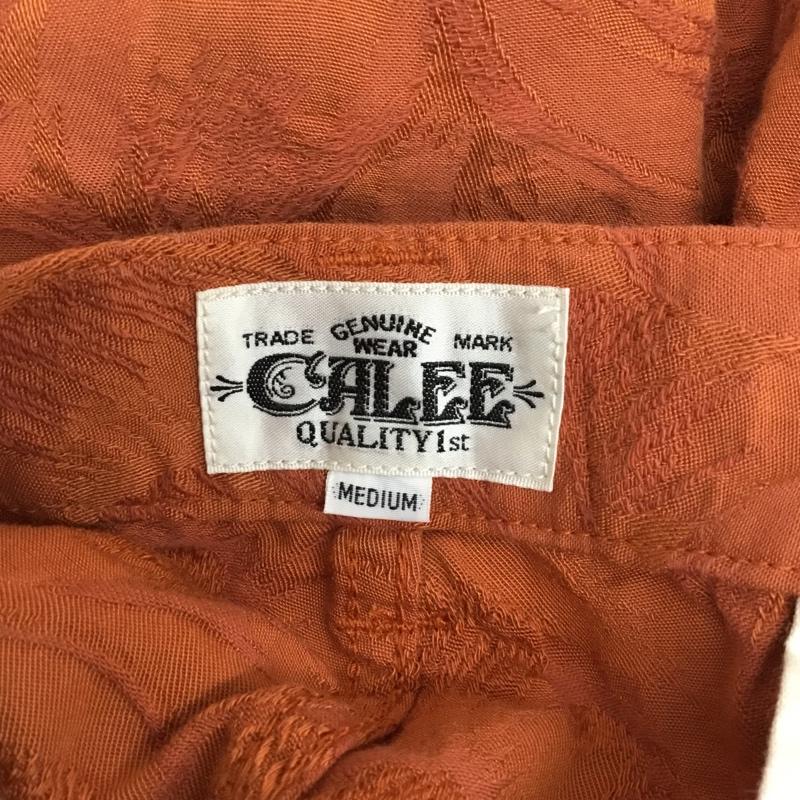 GENUINE
TRADE WEAR MARK
CALEE
QUALITY 1st
MEDIUM